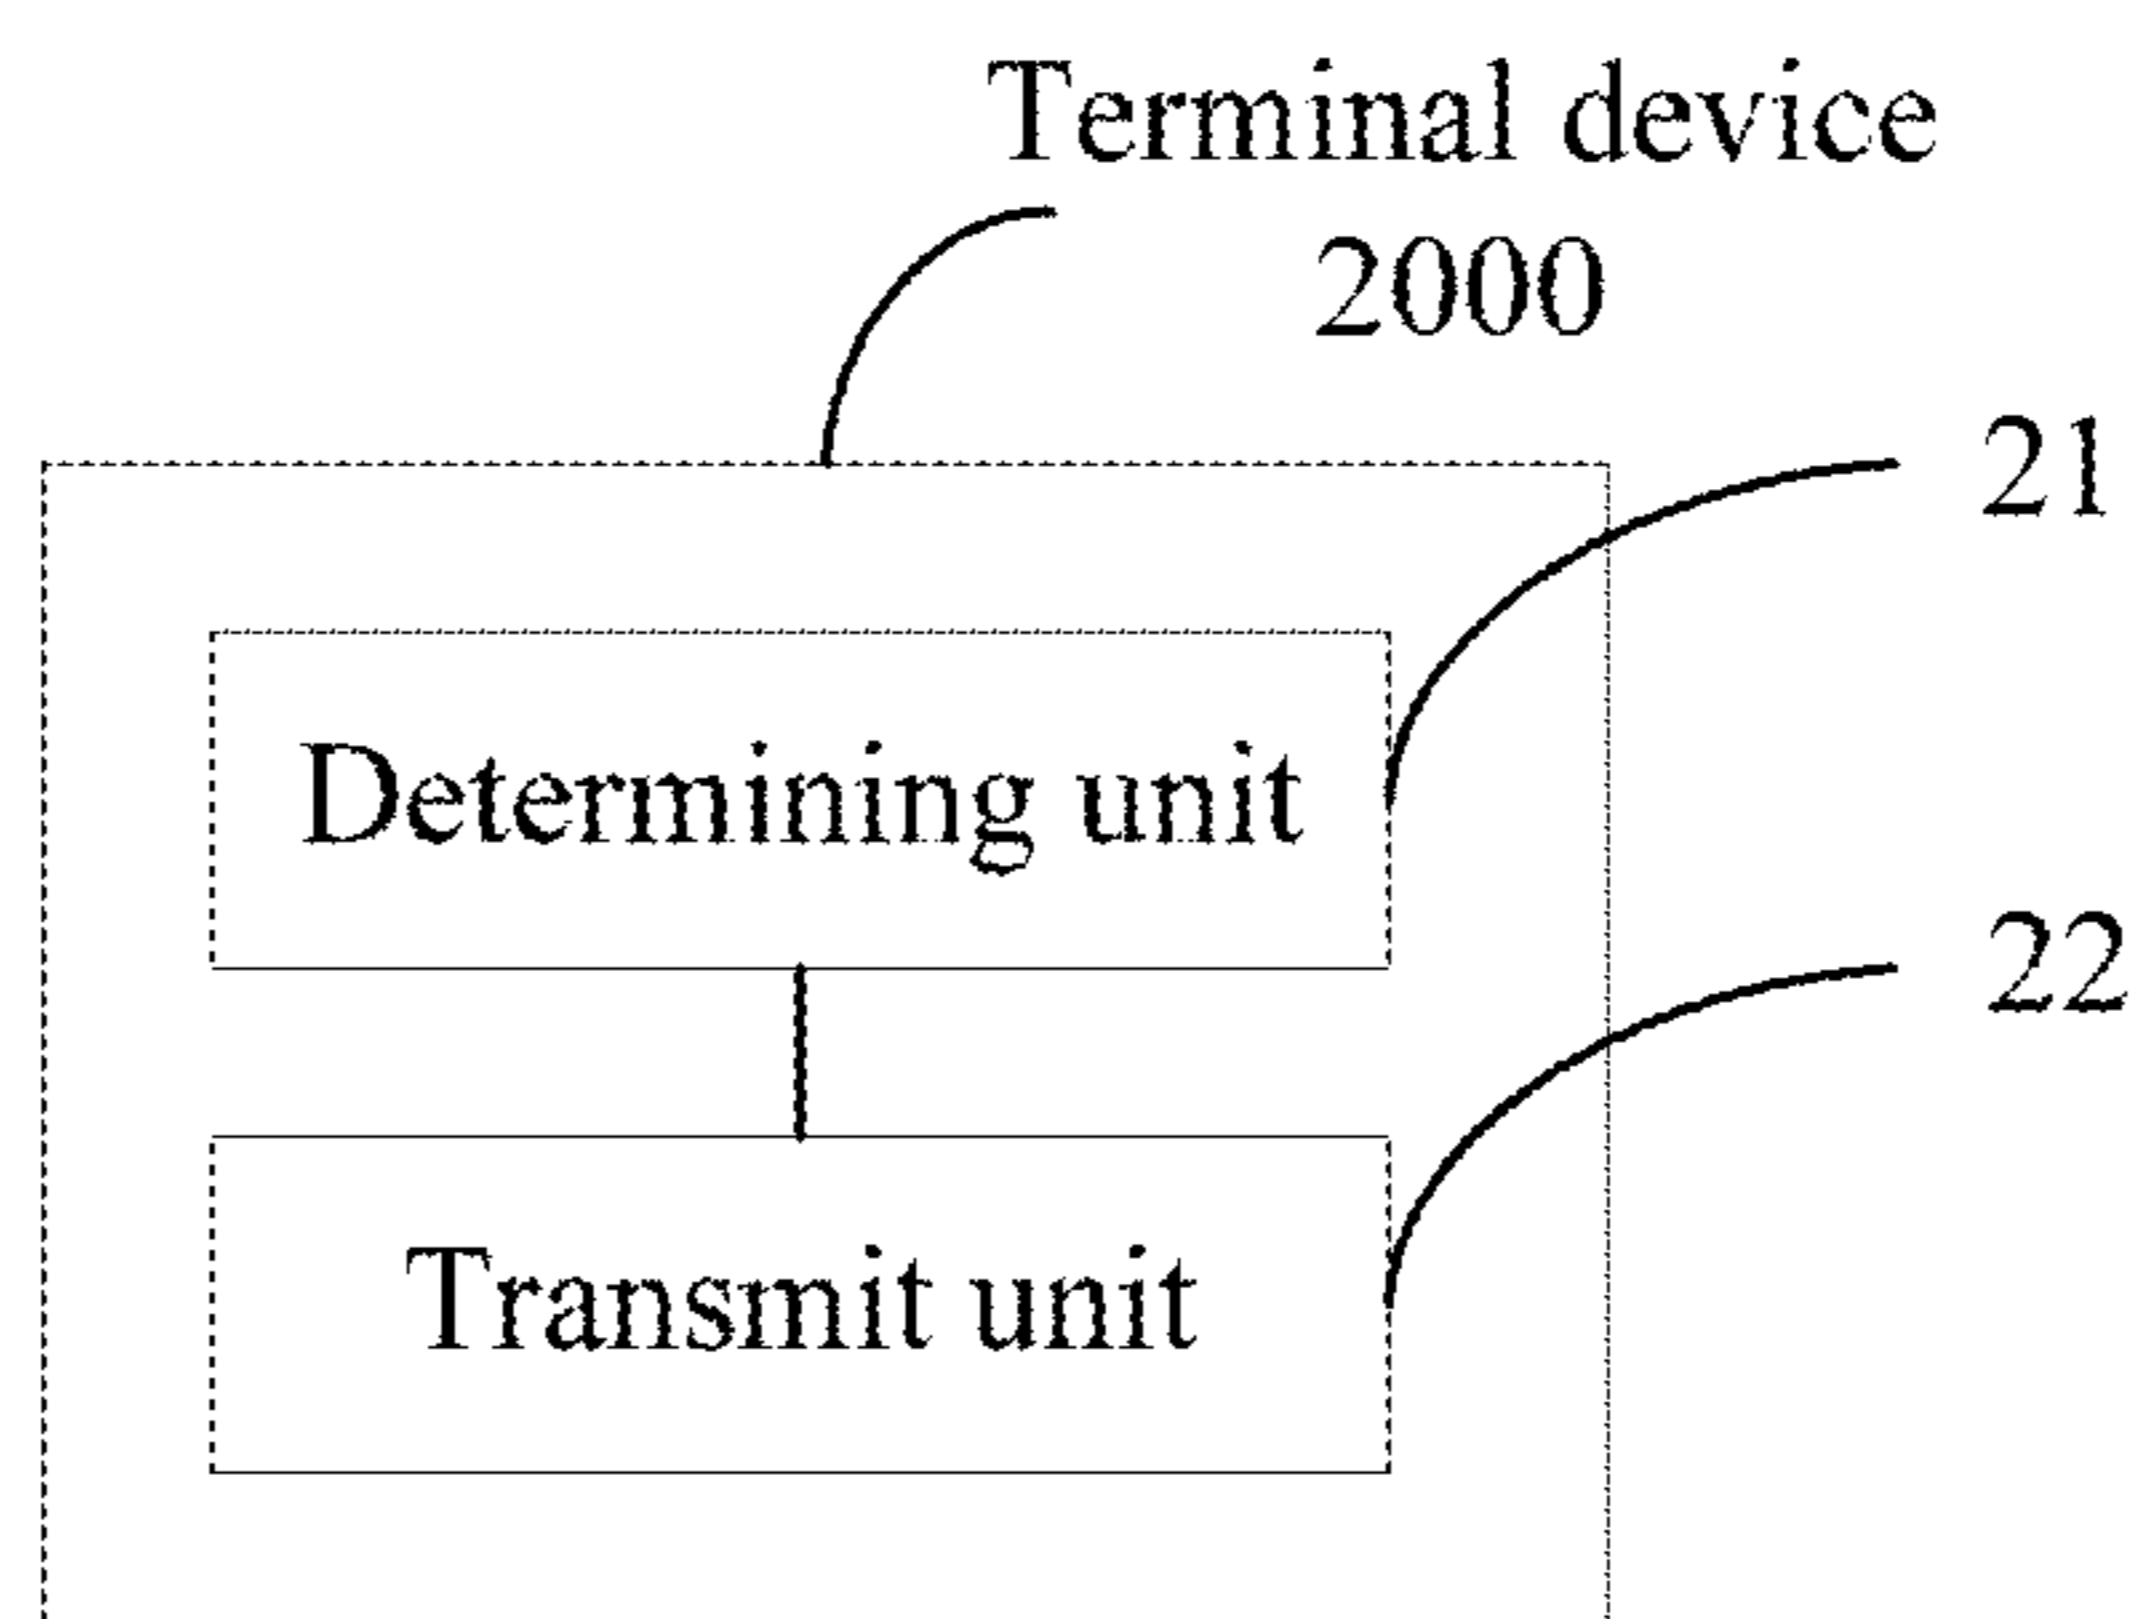 Terminal device
2000
21
Determining unit
22
Transmit unit